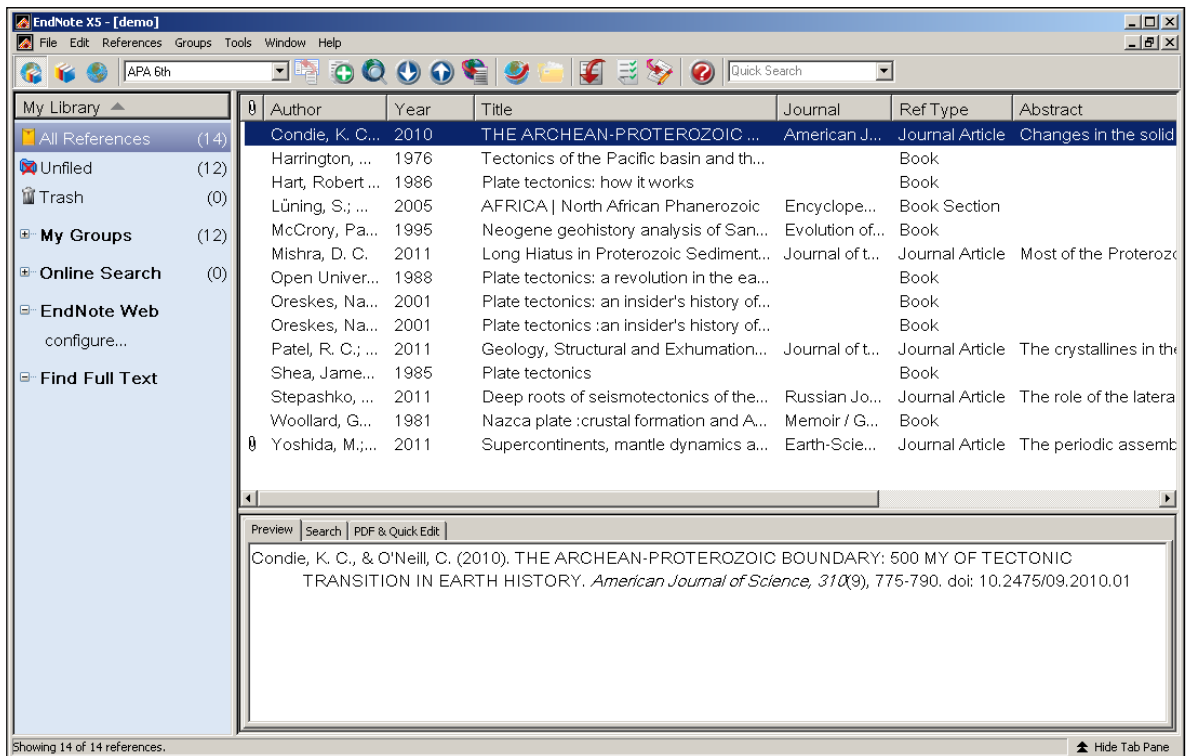 EndNote X5 - [demo]
File Edit References Groups Tools Window Help
APA 6th Quick Search
My Library
All References (14)
Unfiled (12)
Trash (0)
My Groups (12)
Online Search (0)
EndNote Web
configure...
Find Full Text
Author Year Title Journal Ref Type Abstract
Condie, K. C... 2010 THE ARCHEAN-PROTEROZOIC ... American J... Journal Article Changes in the solid
Harrington, ... 1976 Tectonics of the Pacific basin and th... Book
Hart, Robert ... 1986 Plate tectonics: how it works Book
Lüning, S.; ... 2005 AFRICA | North African Phanerozoic Encyclope... Book Section
McCrory, Pa... 1995 Neogene geohistory analysis of San... Evolution of... Book
Mishra, D. C. 2011 Long Hiatus in Proterozoic Sediment... Journal of t... Journal Article Most of the Proterozo
Open Univer... 1988 Plate tectonics: a revolution in the ea... Book
Oreskes, Na... 2001 Plate tectonics: an insider's history of... Book
Oreskes, Na... 2001 Plate tectonics :an insider's history of... Book
Patel, R. C.; ... 2011 Geology, Structural and Exhumation... Journal of t... Journal Article The crystallines in the
Shea, Jame... 1985 Plate tectonics Book
Stepashko, ... 2011 Deep roots of seismotectonics of the... Russian Jo... Journal Article The role of the latera
Woollard, G... 1981 Nazca plate :crustal formation and A... Memoir / G... Book
Yoshida, M.;... 2011 Supercontinents, mantle dynamics a... Earth-Scie... Journal Article The periodic assemb
Preview Search PDF & Quick Edit
Condie, K. C., & O'Neill, C. (2010). THE ARCHEAN-PROTEROZOIC BOUNDARY: 500 MY OF TECTONIC
TRANSITION IN EARTH HISTORY. American Journal of Science, 310(9), 775-790. doi: 10.2475/09.2010.01
Showing 14 of 14 references. Hide Tab Pane